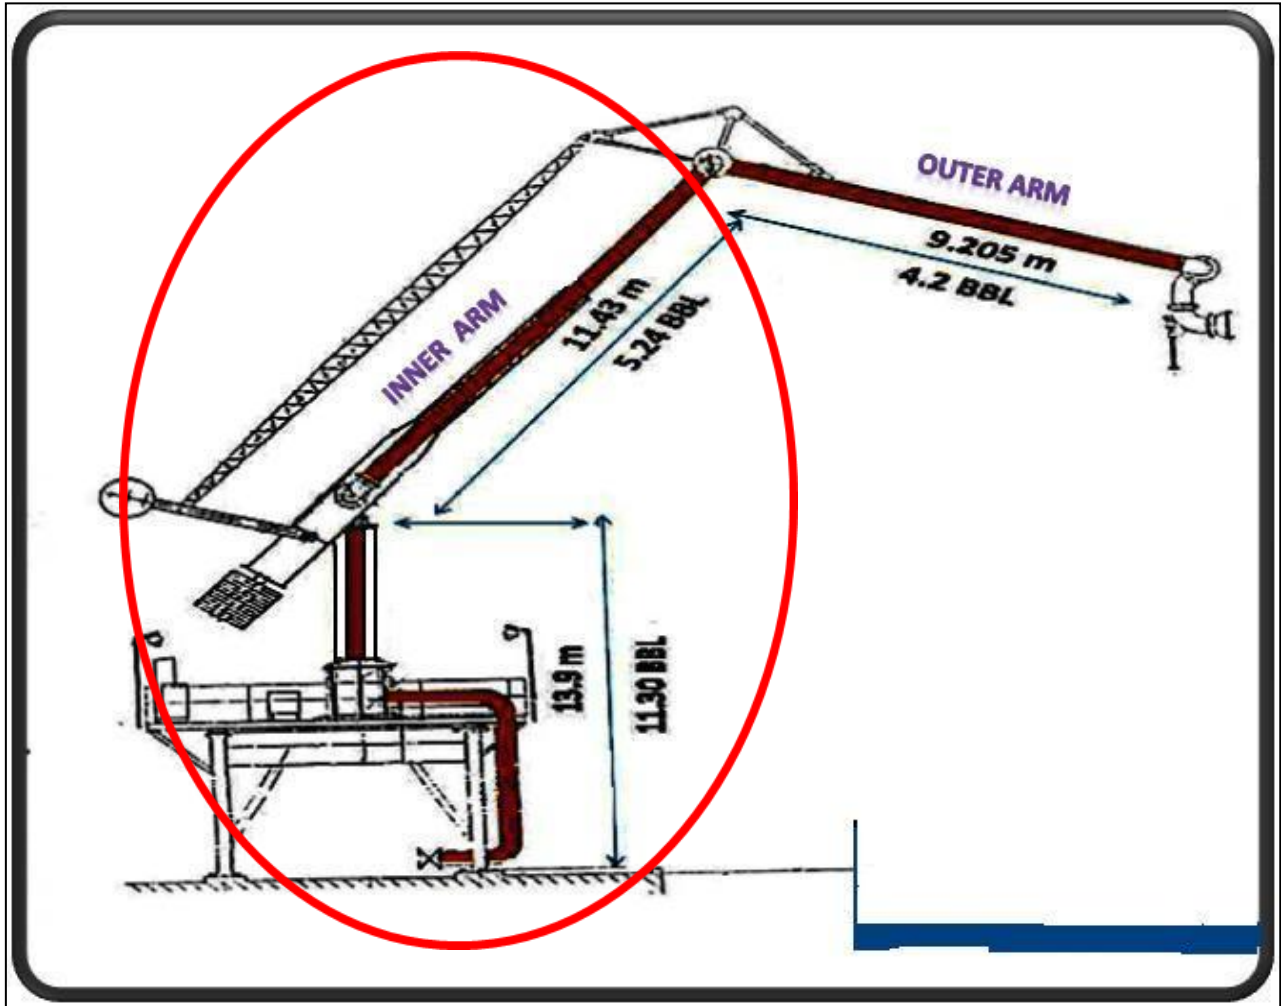 OUTER ARM
9.205 m
4.2 BBL
INNER ARM
11.43 m
5.24 BBL
13.9 m
11.30 BBL